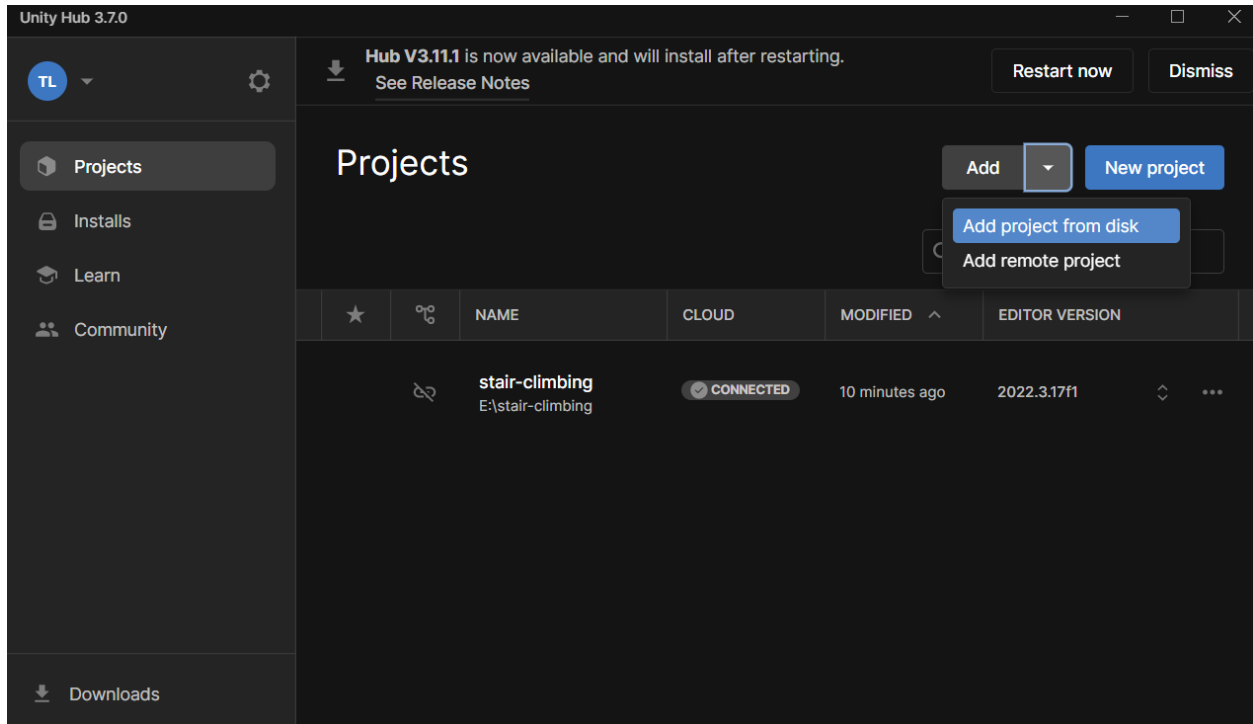 Unity Hub 3.7.0
TL
Hub V3.11.1 is now available and will install after restarting.
See Release Notes
Restart now
Dismiss
Projects
Installs
Learn
Community
Downloads
Projects
Add
New project
Add project from disk
Add remote project
NAME
CLOUD
MODIFIED
EDITOR VERSION
stair-climbing
E:\stair-climbing
CONNECTED
10 minutes ago
2022.3.17f1